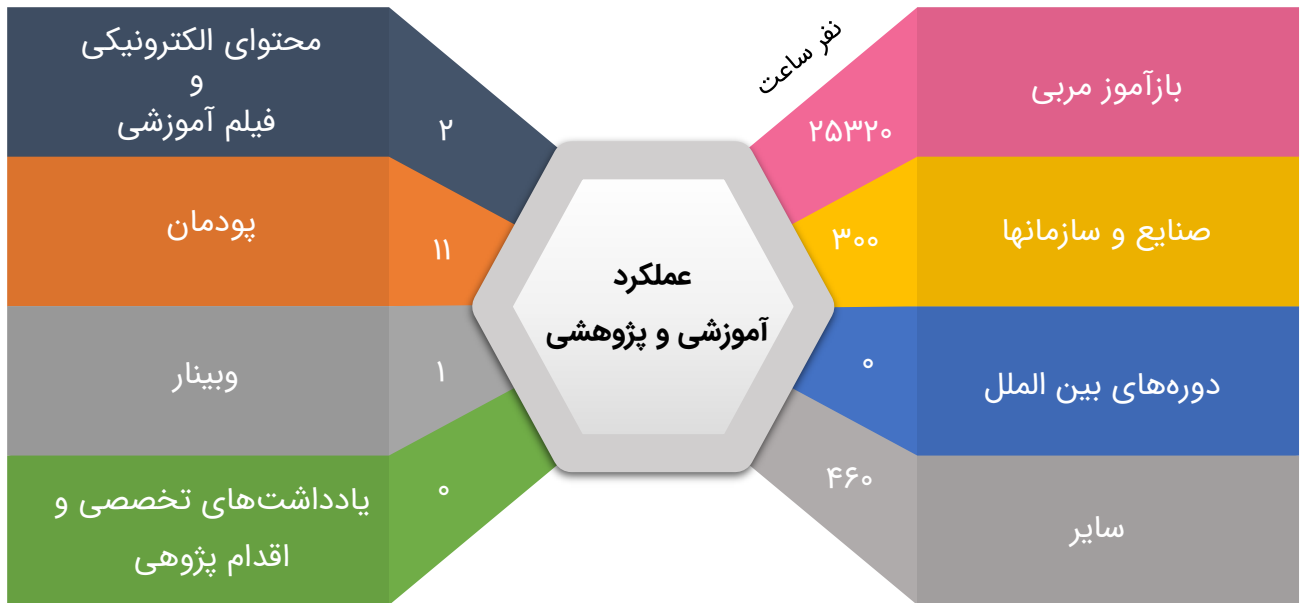 نفر ساعت
بازآموز مربی
۲۵۳۲۰
صنایع و سازمانها
۳۰۰
دوره‌های بین الملل
۰
سایر
۴۶۰
عملکرد
آموزشی و پژوهشی
محتوای الکترونیکی
و
فیلم آموزشی
۲
پودمان
۱۱
وبینار
۱
یادداشت‌های تخصصی و
اقدام پژوهی
۰